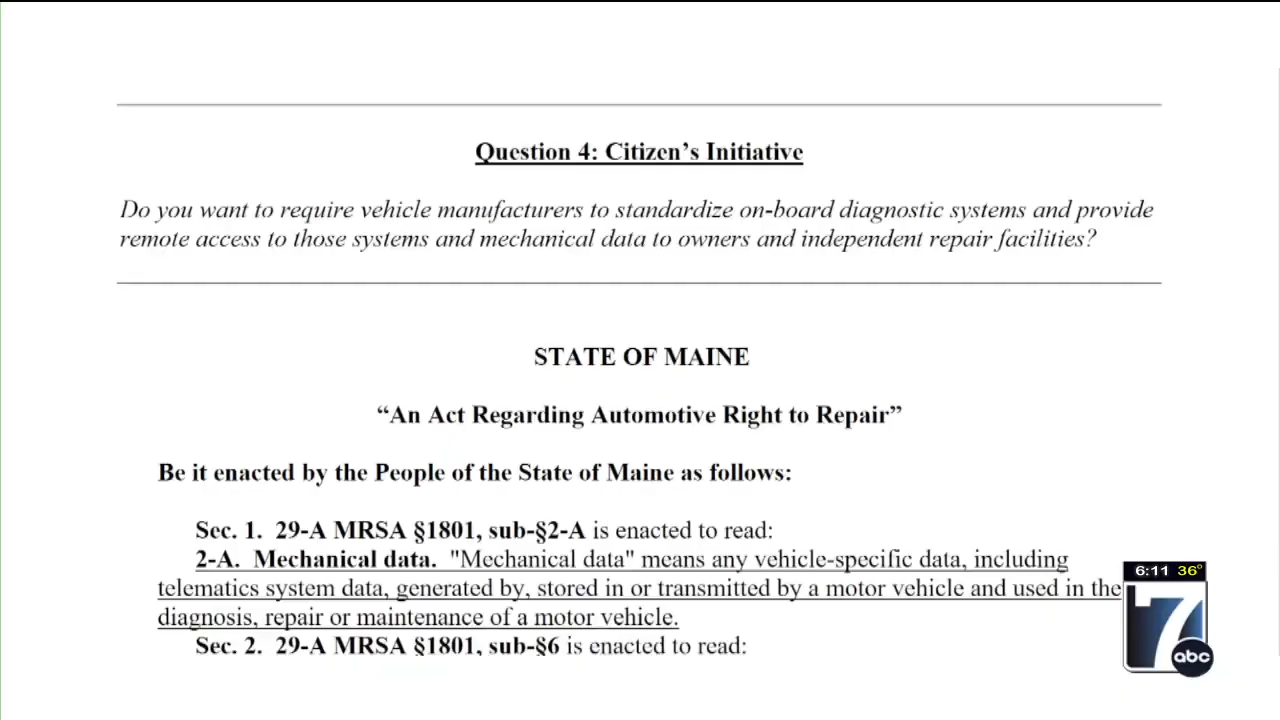 Question 4: Citizen’s Initiative
Do you want to require vehicle manufacturers to standardize on-board diagnostic systems and provide
remote access to those systems and mechanical data to owners and independent repair facilities?
STATE OF MAINE
“An Act Regarding Automotive Right to Repair”
Be it enacted by the People of the State of Maine as follows:
Sec. 1. 29-A MRSA §1801, sub-§2-A is enacted to read:
2-A. Mechanical data. "Mechanical data" means any vehicle-specific data, including
telematics system data, generated by, stored in or transmitted by a motor vehicle and used in the
diagnosis, repair or maintenance of a motor vehicle.
Sec. 2. 29-A MRSA §1801, sub-§6 is enacted to read:
6:11 36°
7
abc